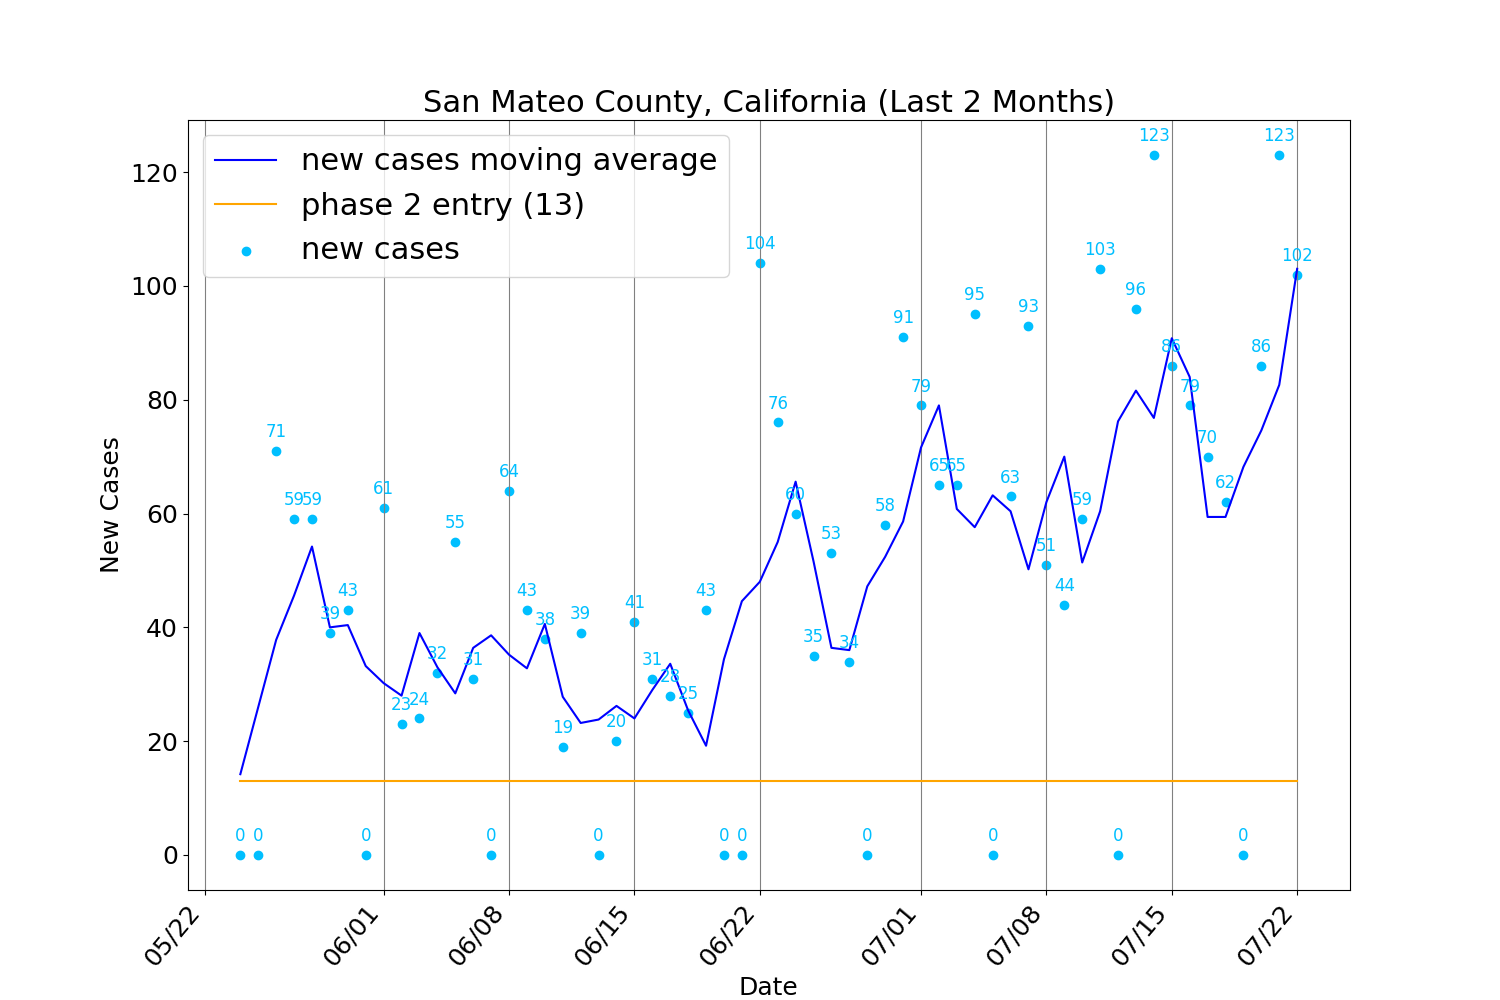 San Mateo County, California (Last 2 Months)
new cases moving average
phase 2 entry (13)
new cases
New Cases
120
100
80
60
40
20
0
0 0 71 59 59 39 43 0 61 23 24 32 55 31 0 64 43 38 19 39 0 20 41 31 28 25 43 0 0 104 76 60 35 53 34 0 58 91 79 65 65 95 0 63 93 51 44 59 103 0 96 123 86 79 70 62 0 86 123 102
05/22 06/01 06/08 06/15 06/22 07/01 07/08 07/15 07/22
Date